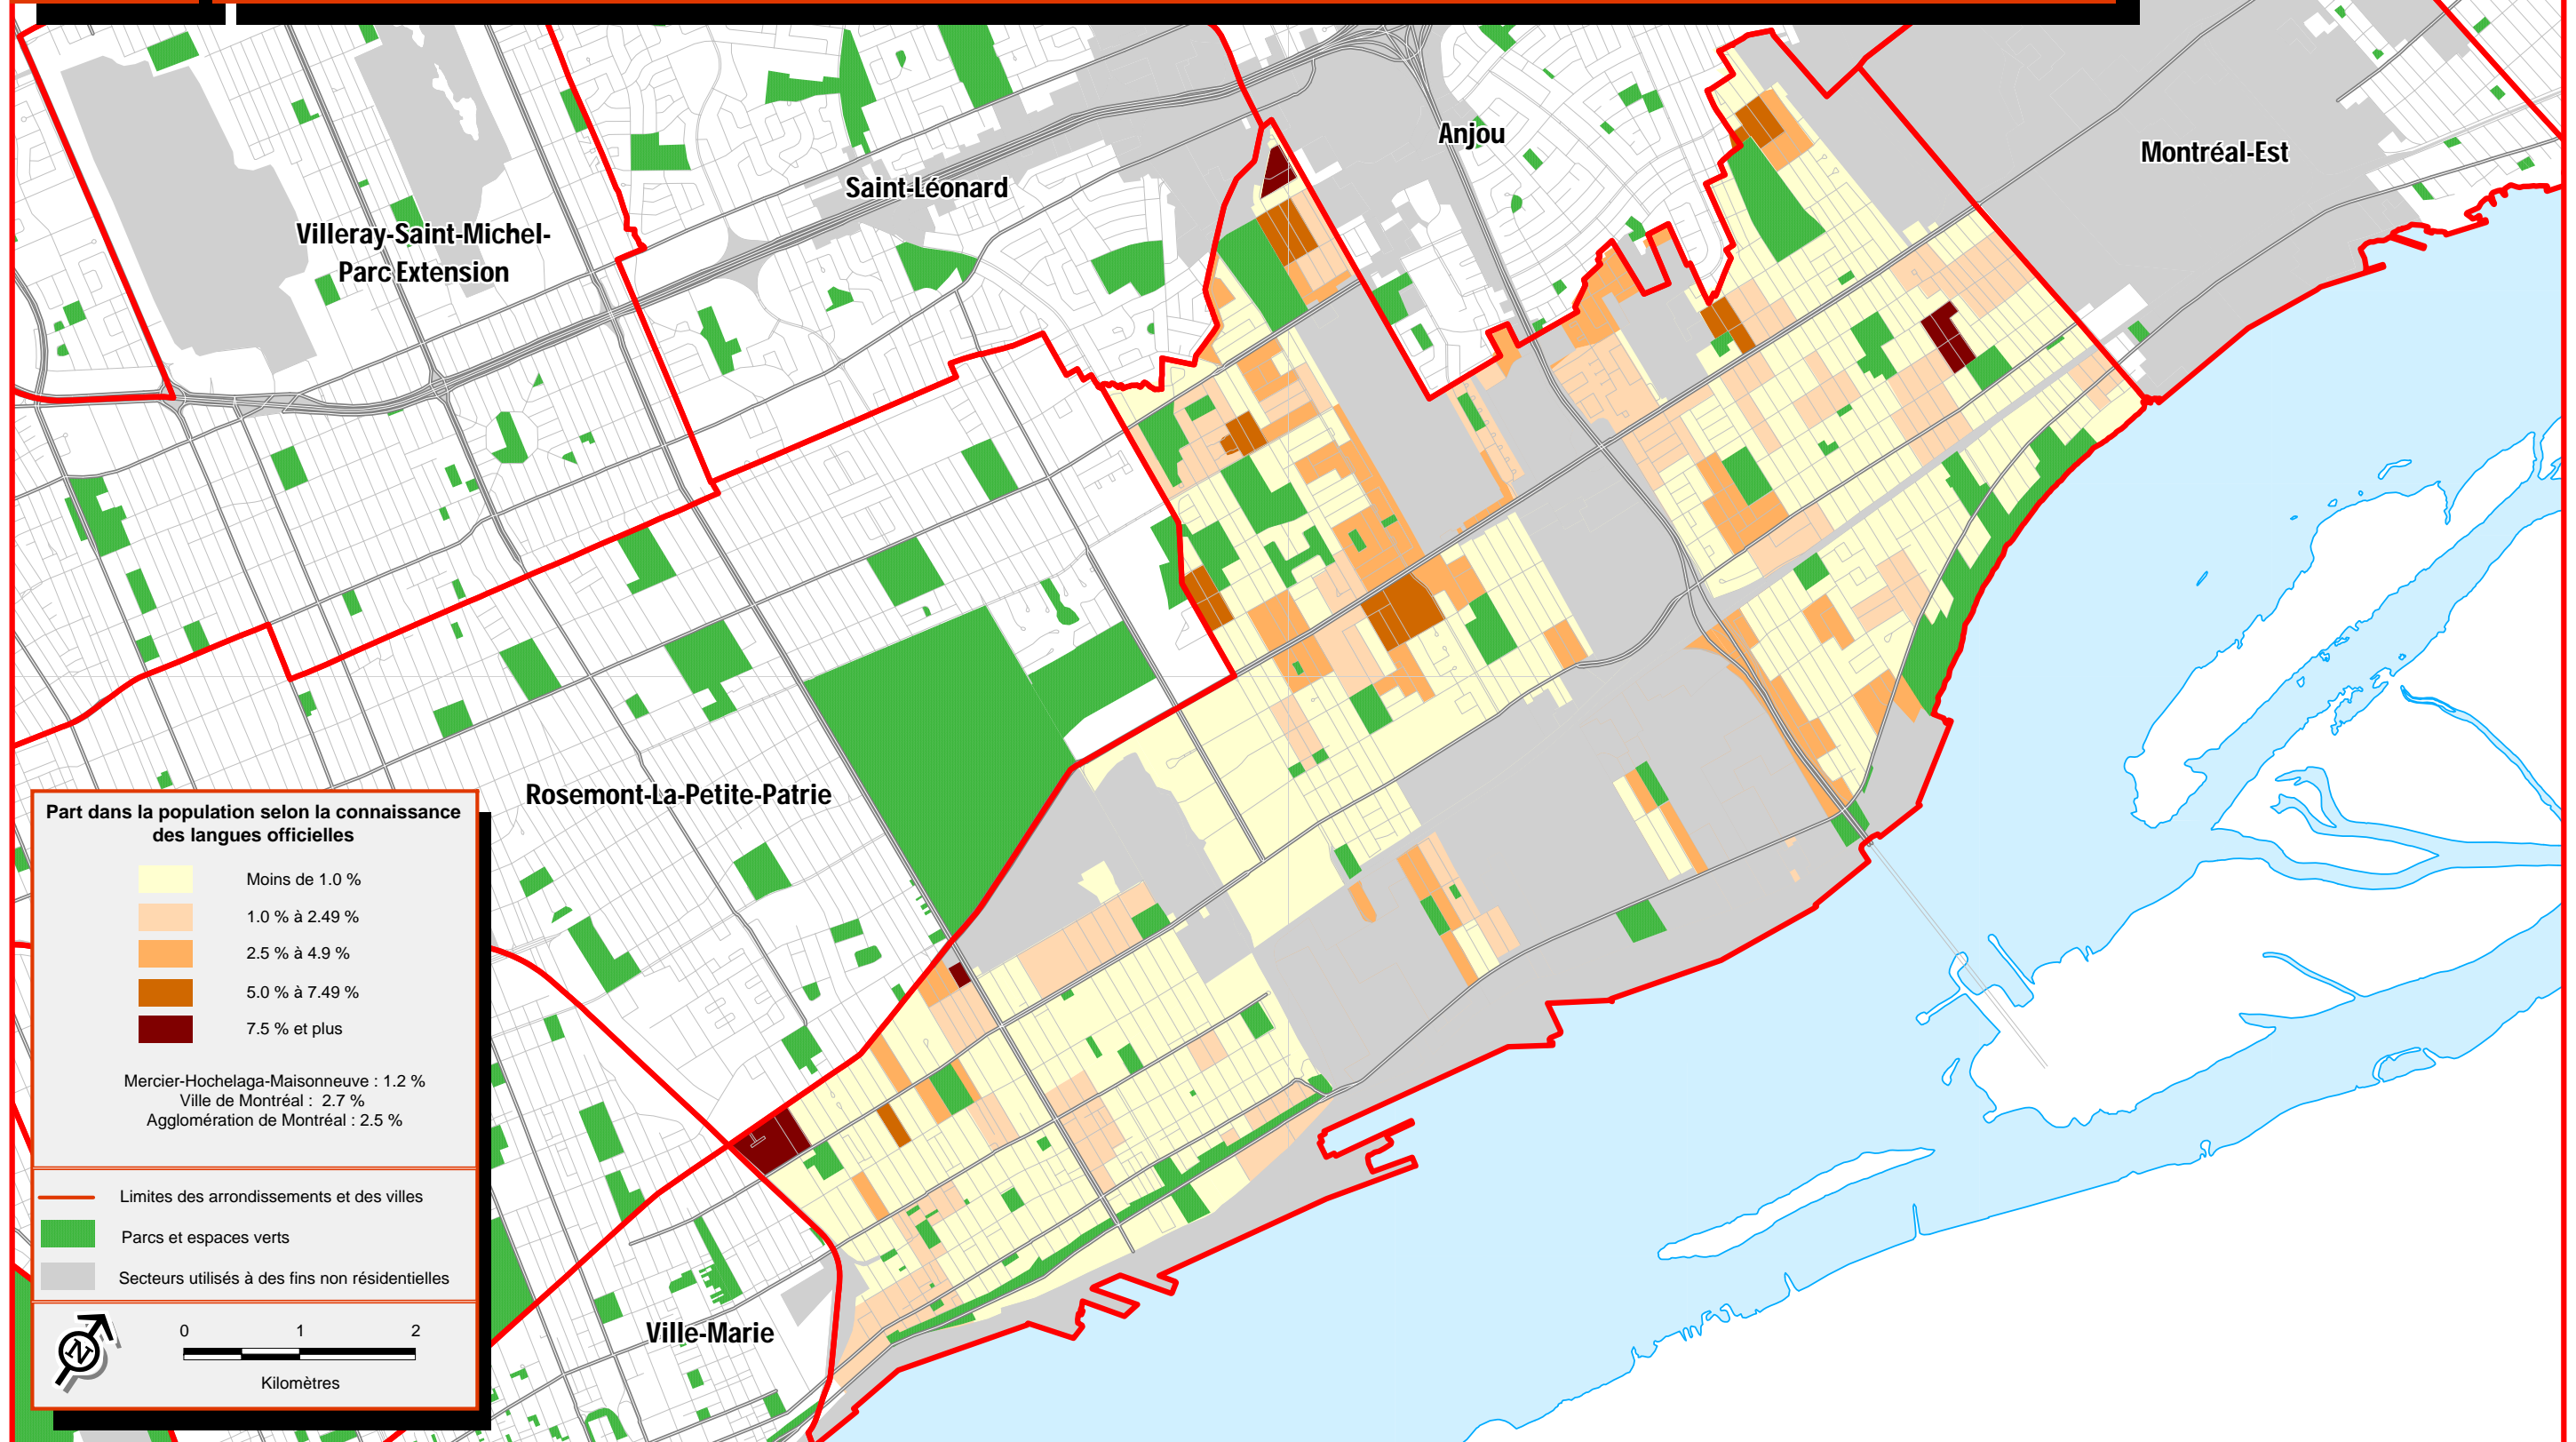 Anjou
Montréal-Est
Saint-Léonard
Villeray-Saint-Michel-
Parc Extension
Rosemont-La-Petite-Patrie
Ville-Marie
Part dans la population selon la connaissance
des langues officielles
Moins de 1.0 %
1.0 % à 2.49 %
2.5 % à 4.9 %
5.0 % à 7.49 %
7.5 % et plus
Mercier-Hochelaga-Maisonneuve : 1.2 %
Ville de Montréal : 2.7 %
Agglomération de Montréal : 2.5 %
Limites des arrondissements et des villes
Parcs et espaces verts
Secteurs utilisés à des fins non résidentielles
N
0 1 2
Kilomètres